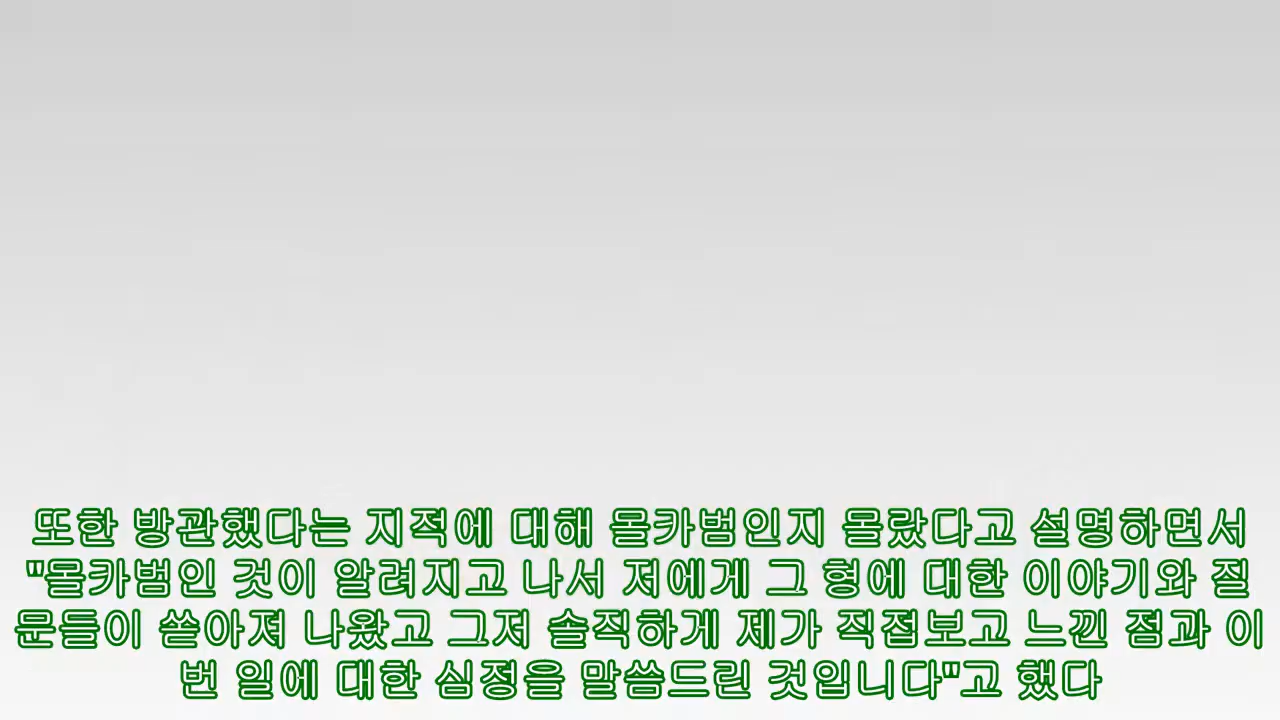 또한 방관했다는 지적에 대해 몰카범인지 몰랐다고 설명하면서
"몰카범인 것이 알려지고 나서 저에게 그 형에 대한 이야기와 질
문들이 쏟아져 나왔고 그저 솔직하게 제가 직접보고 느낀 점과 이
번 일에 대한 심정을 말씀드린 것입니다"고 했다